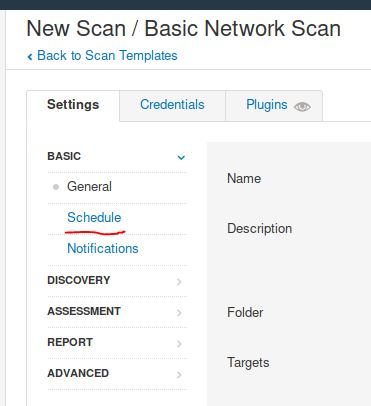 New Scan / Basic Network Scan
‹ Back to Scan Templates
Settings Credentials Plugins
BASIC
General
Schedule
Notifications
DISCOVERY
ASSESSMENT
REPORT
ADVANCED
Name
Description
Folder
Targets